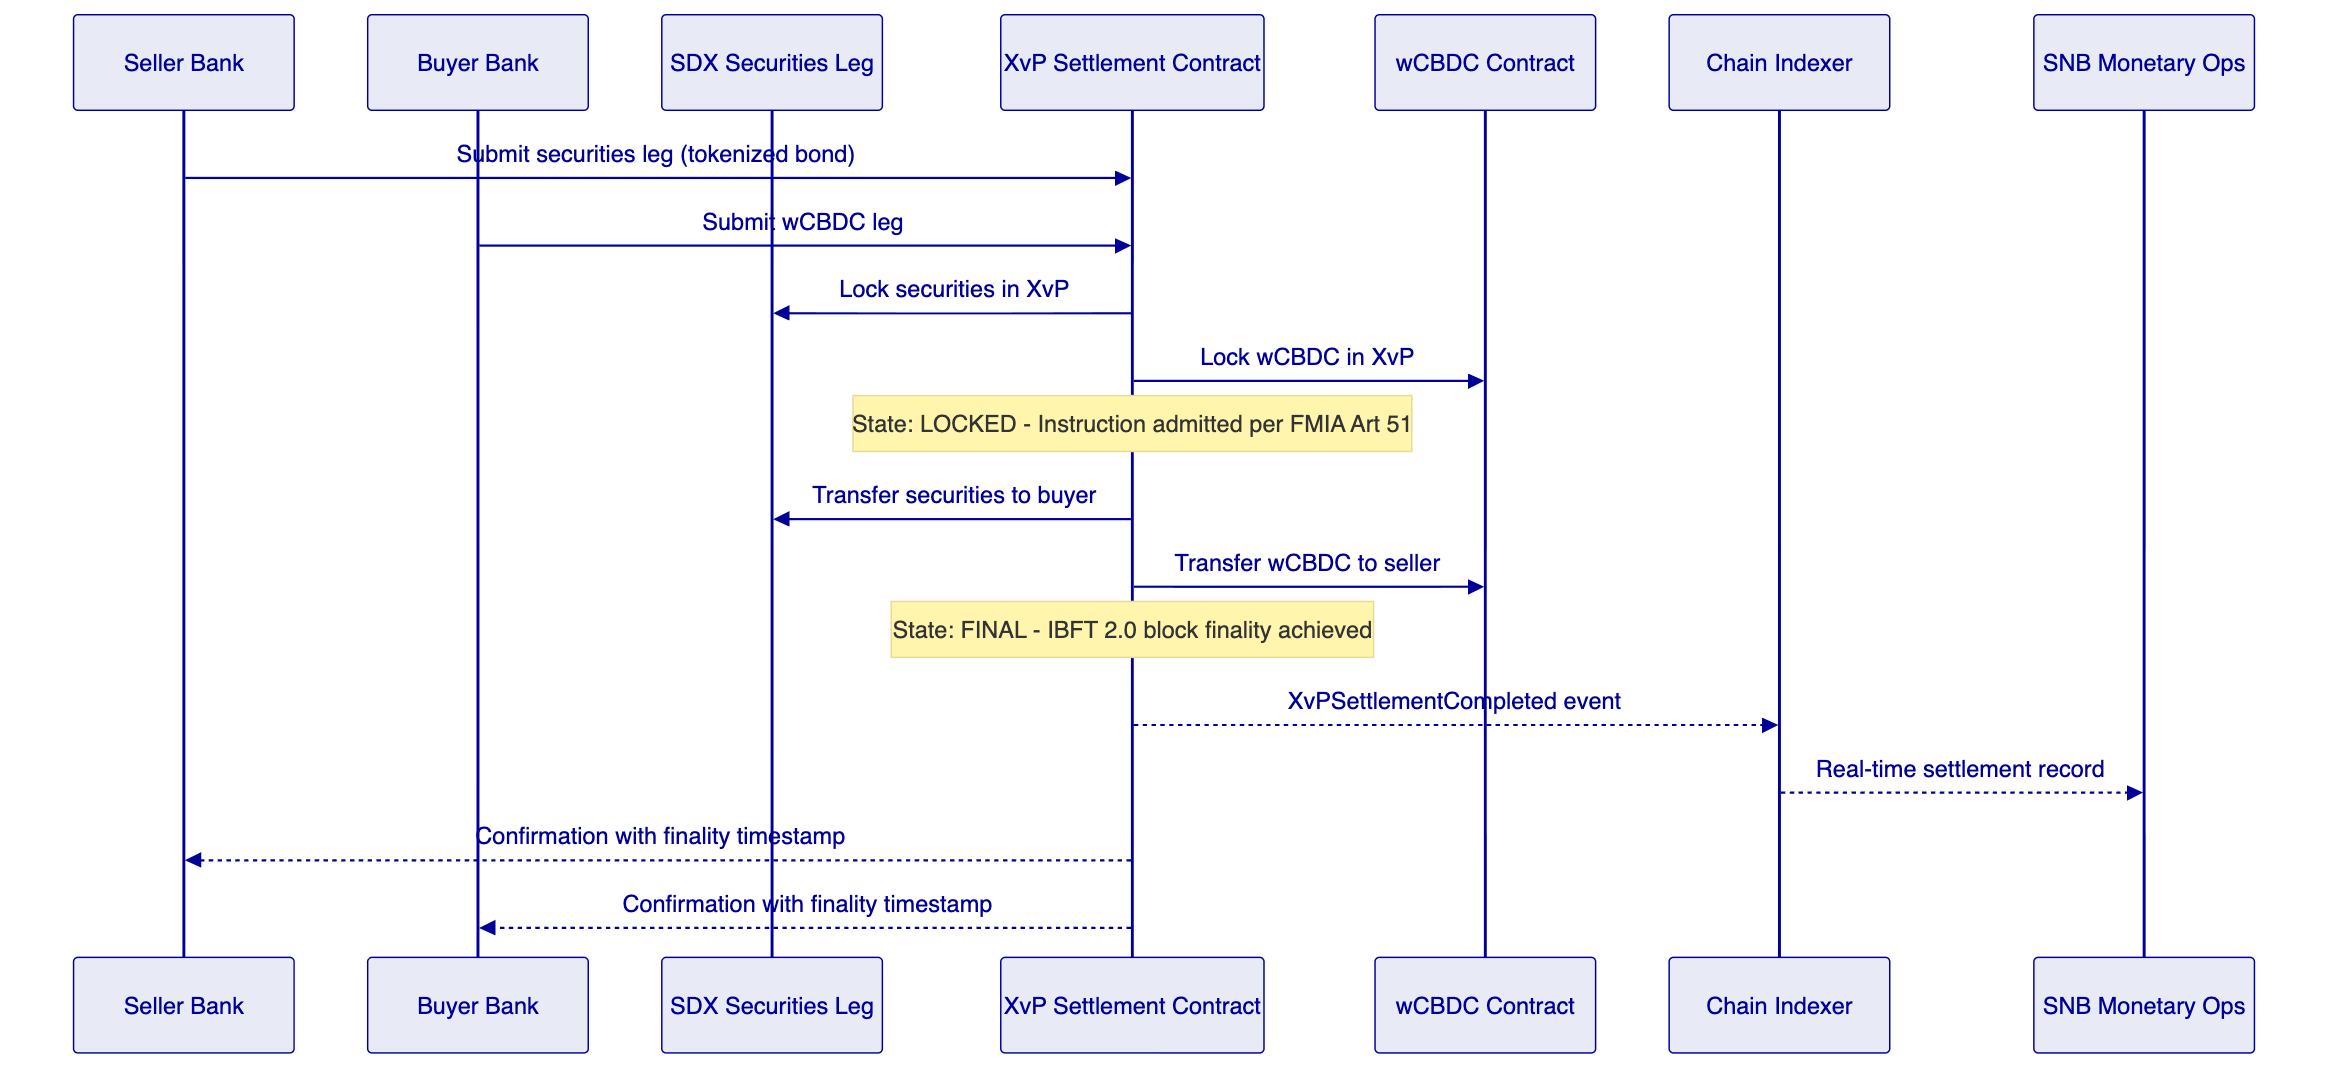 Seller Bank
Buyer Bank
SDX Securities Leg
XvP Settlement Contract
wCBDC Contract
Chain Indexer
SNB Monetary Ops
Submit securities leg (tokenized bond)
Submit wCBDC leg
Lock securities in XvP
Lock wCBDC in XvP
State: LOCKED - Instruction admitted per FMIA Art 51
Transfer securities to buyer
Transfer wCBDC to seller
State: FINAL - IBFT 2.0 block finality achieved
XvPSettlementCompleted event
Real-time settlement record
Confirmation with finality timestamp
Confirmation with finality timestamp
Seller Bank
Buyer Bank
SDX Securities Leg
XvP Settlement Contract
wCBDC Contract
Chain Indexer
SNB Monetary Ops